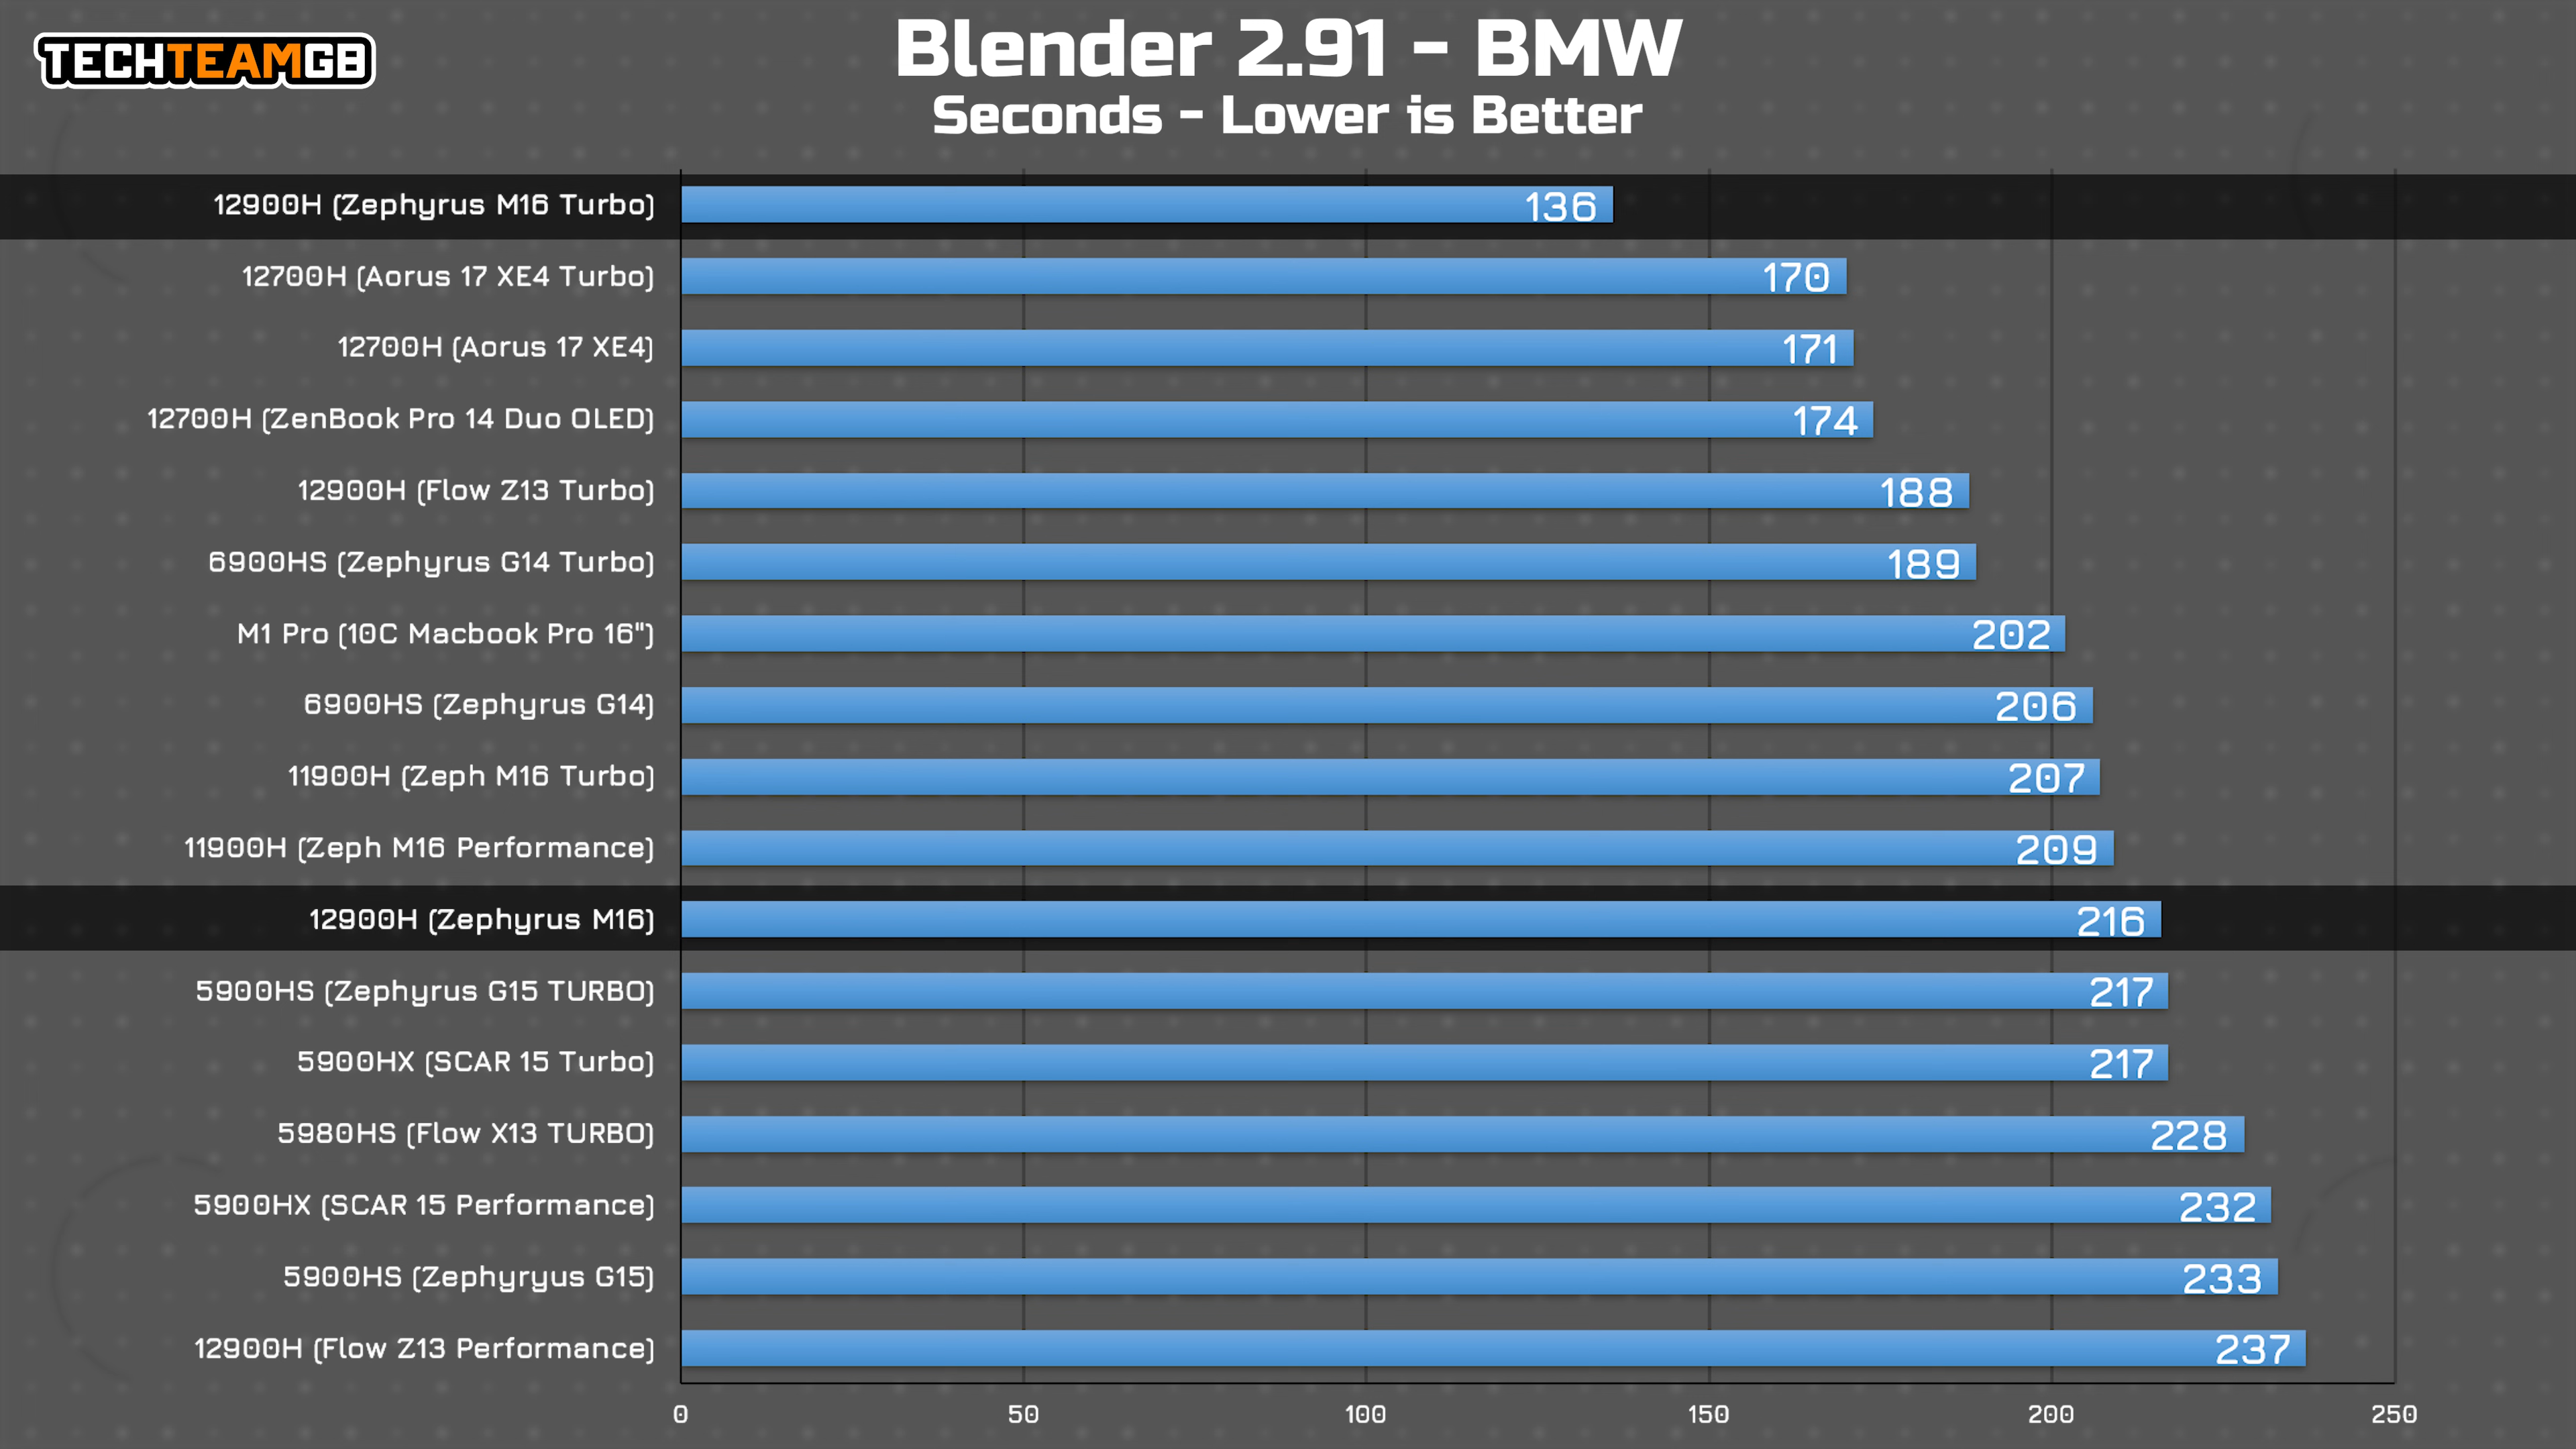 TECHTEAMGB
Blender 2.91 - BMW
Seconds - Lower is Better
12900H (Zephyrus M16 Turbo) 136
12700H (Aorus 17 XE4 Turbo) 170
12700H (Aorus 17 XE4) 171
12700H (ZenBook Pro 14 Duo OLED) 174
12900H (Flow Z13 Turbo) 188
6900HS (Zephyrus G14 Turbo) 189
M1 Pro (10C Macbook Pro 16") 202
6900HS (Zephyrus G14) 206
11900H (Zeph M16 Turbo) 207
11900H (Zeph M16 Performance) 209
12900H (Zephyrus M16) 216
5900HS (Zephyrus G15 TURBO) 217
5900HX (SCAR 15 Turbo) 217
5980HS (Flow X13 TURBO) 228
5900HX (SCAR 15 Performance) 232
5900HS (Zephyryus G15) 233
12900H (Flow Z13 Performance) 237
0 50 100 150 200 250